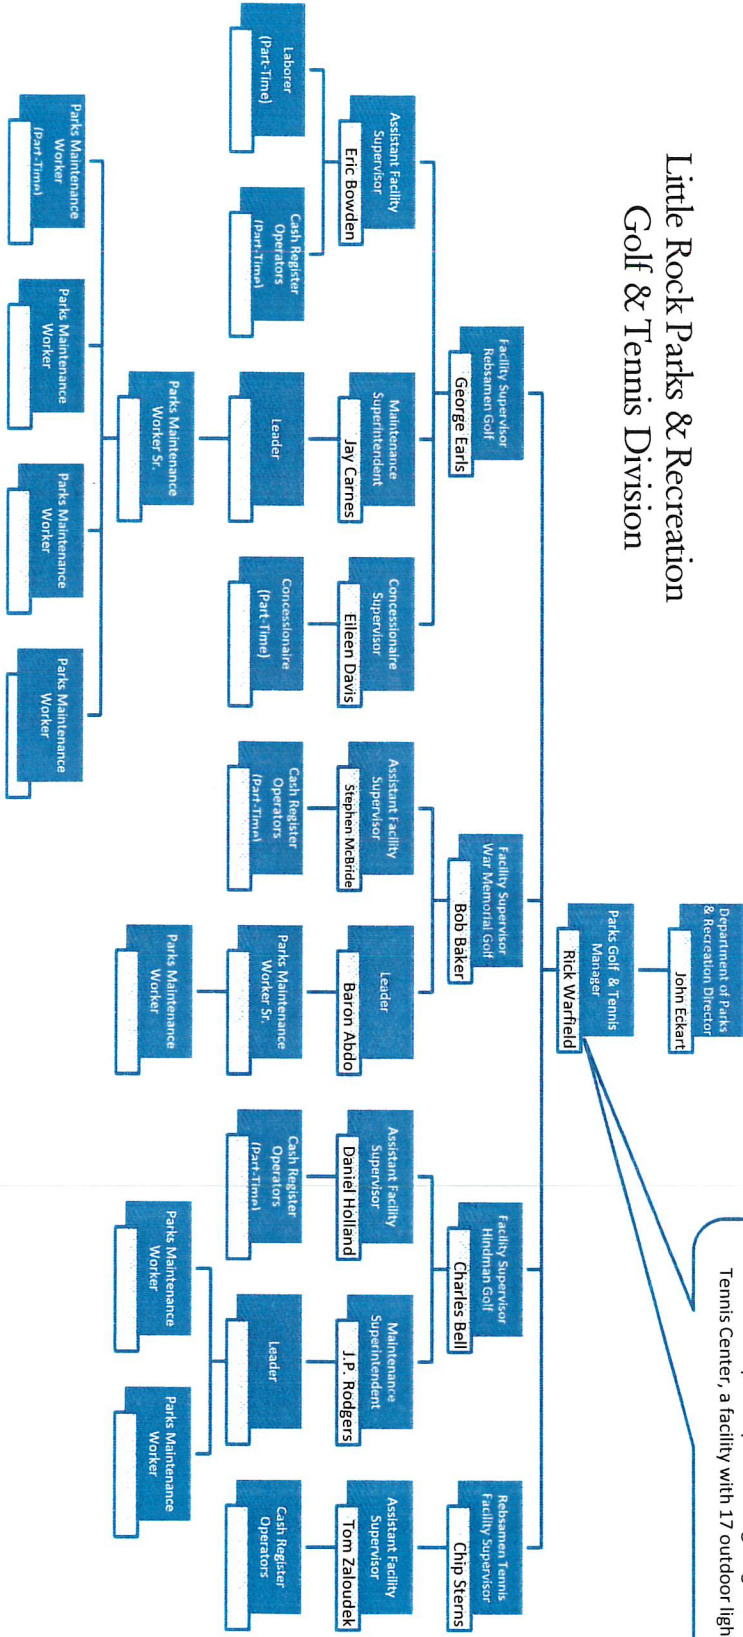 Little Rock Parks & Recreation
Golf & Tennis Division
Department of Parks
& Recreation Director
John Eckart
Parks Golf & Tennis
Manager
Rick Warfield
Tennis Center, a facility with 17 outdoor ligh
Facility Supervisor
Rebsamen Golf
George Earls
Facility Supervisor
War Memorial Golf
Bob Baker
Facility Supervisor
Hindman Golf
Charles Bell
Rebsamen Tennis
Facility Supervisor
Chip Sterns
Assistant Facility
Supervisor
Eric Bowden
Maintenance
Superintendent
Jay Carnes
Concessionaire
Supervisor
Eileen Davis
Assistant Facility
Supervisor
Stephen McBride
Leader
Baron Abdo
Assistant Facility
Supervisor
Daniel Holland
Maintenance
Superintendent
J.P. Rodgers
Assistant Facility
Supervisor
Tom Zaloudek
Laborer
(Part-Time)
Cash Register
Operators
(Part-Time)
Leader
Concessionaire
(Part-Time)
Cash Register
Operators
(Part-Time)
Parks Maintenance
Worker Sr.
Cash Register
Operators
(Part-Time)
Leader
Cash Register
Operators
Parks Maintenance
Worker Sr.
Parks Maintenance
Worker
Parks Maintenance
Worker
Parks Maintenance
Worker
Parks Maintenance
Worker
(Part-Time)
Parks Maintenance
Worker
Parks Maintenance
Worker
Parks Maintenance
Worker